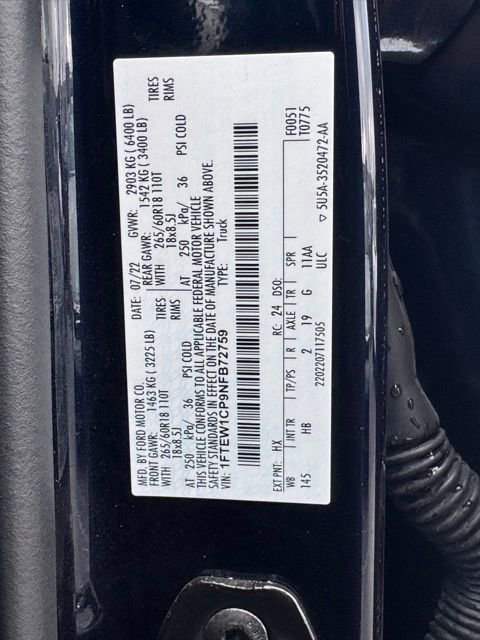 MFD. BY FORD MOTOR CO. DATE: 07/22 GVWR: 2903 KG ( 6400 LB)
FRONT GAWR: 1463 KG ( 3225 LB) REAR GAWR: 1542 KG ( 3400 LB)
WITH 265/60R18 110T TIRES WITH 265/60R18 110T TIRES
18x8.5J RIMS 18x8.5J RIMS
AT 250 kPa/ 36 PSI COLD AT 250 kPa/ 36 PSI COLD
THIS VEHICLE CONFORMS TO ALL APPLICABLE FEDERAL MOTOR VEHICLE
SAFETY STANDARDS IN EFFECT ON THE DATE OF MANUFACTURE SHOWN ABOVE.
VIN: 1FTEW1CP9NFB72759 TYPE: Truck
F0051
T0775
EXT PNT: HX RC: 24 DSO:
WB INT TR TP/PS R AXLE TR SPR
145 HB 2 19 G 11AA
ULC
2202207117505 ▽ 5U5A-3520472-AA